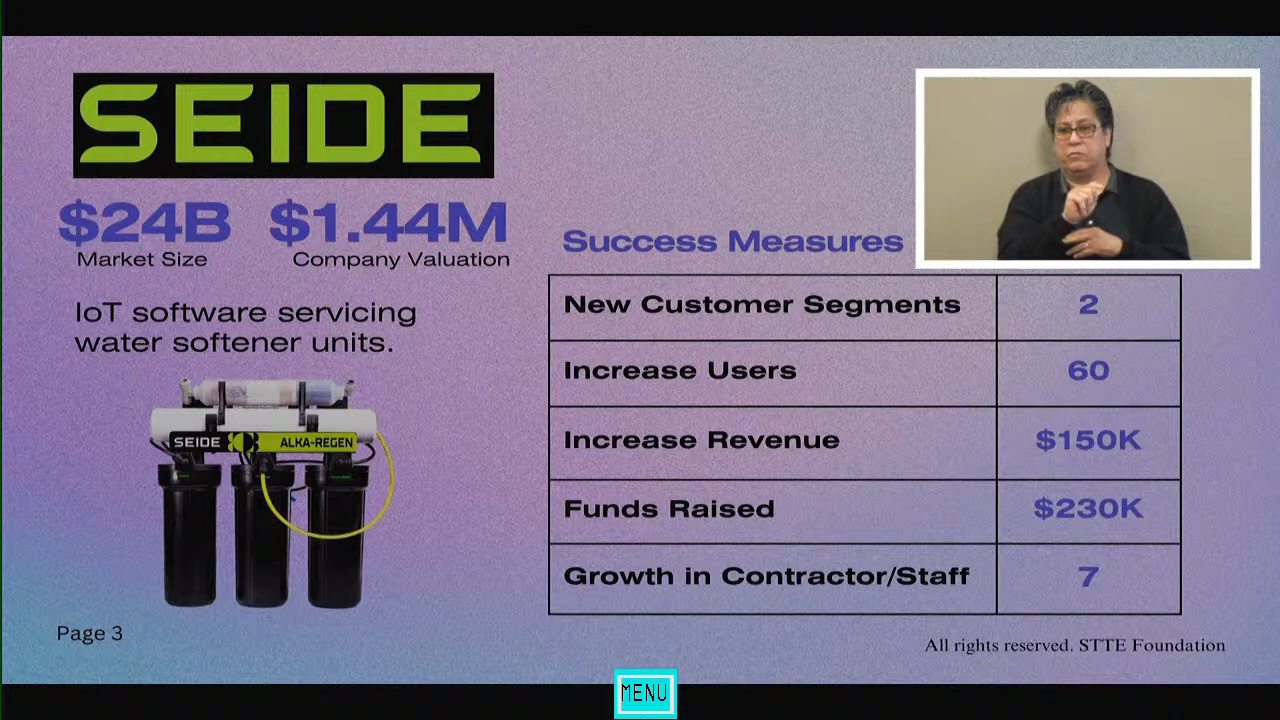 SEIDE
$24B $1.44M
Market Size Company Valuation
IoT software servicing
water softener units.
SEIDE ALKA-REGEN
Success Measures
New Customer Segments 2
Increase Users 60
Increase Revenue $150K
Funds Raised $230K
Growth in Contractor/Staff 7
Page 3
All rights reserved. STTE Foundation
MENU